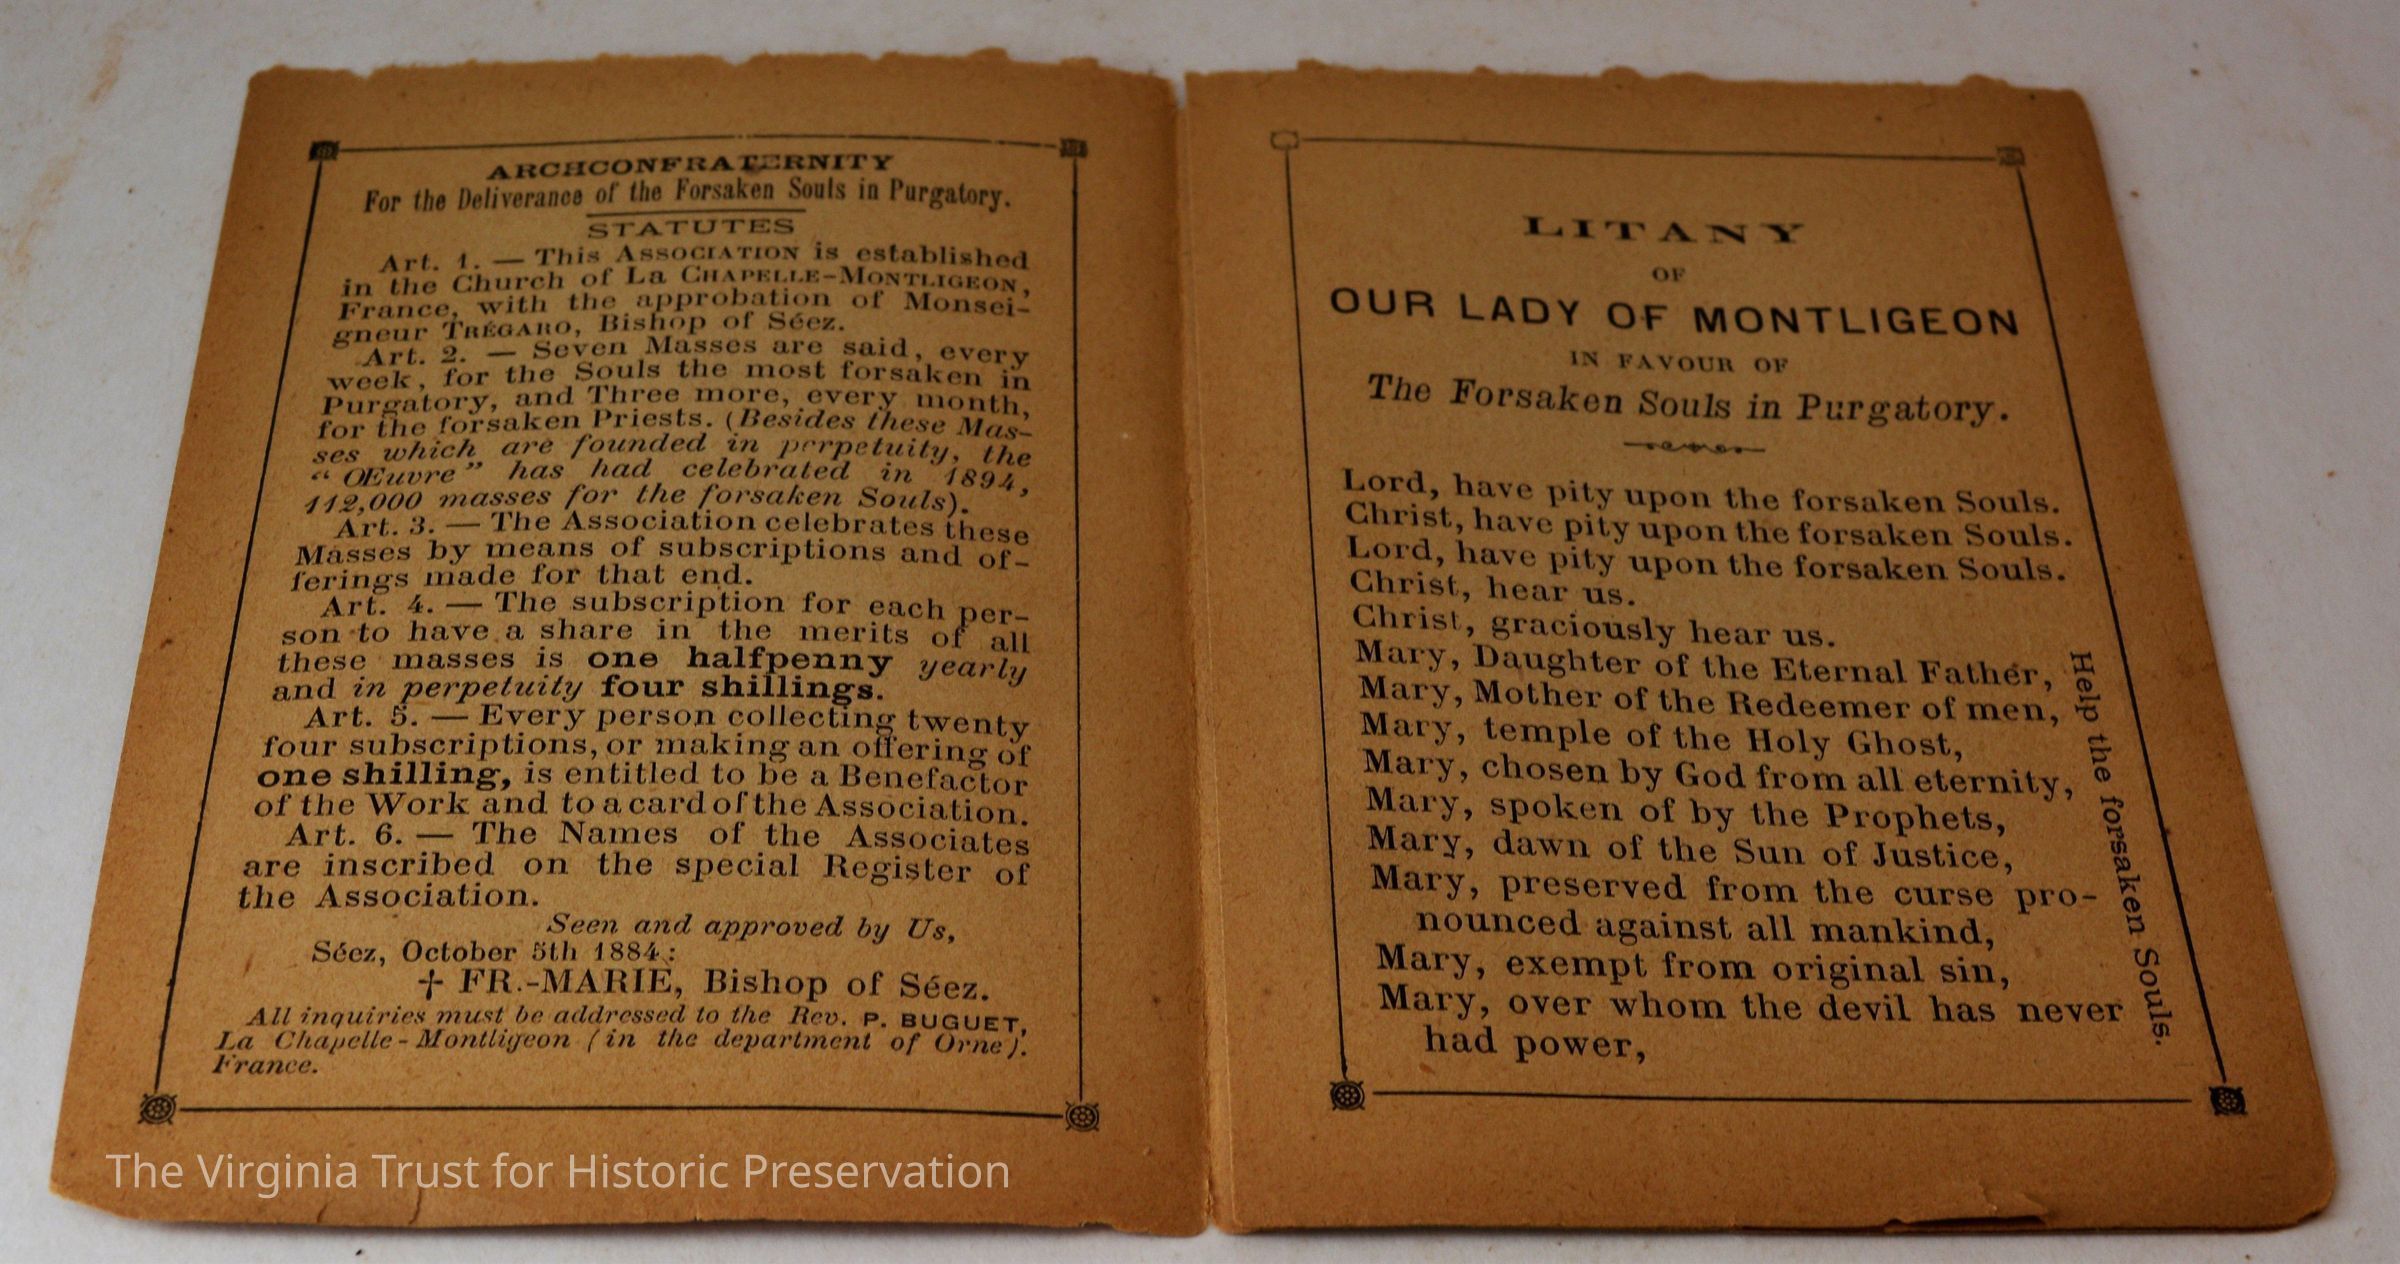 ARCHCONFRATERNITY
For the Deliverance of the Forsaken Souls in Purgatory.
STATUTES
Art. 1. — This ASSOCIATION is established
in the Church of LA CHAPELLE-MONTLIGEON,
France, with the approbation of Monsei-
gneur TRÉGARO, Bishop of Séez.
Art. 2. — Seven Masses are said, every
week, for the Souls the most forsaken in
Purgatory, and Three more, every month,
for the forsaken Priests. (Besides these Mas-
ses which are founded in perpetuity, the
“ Œuvre ” has had celebrated in 1894,
112,000 masses for the forsaken Souls).
Art. 3. — The Association celebrates these
Masses by means of subscriptions and of-
ferings made for that end.
Art. 4. — The subscription for each per-
son to have a share in the merits of all
these masses is one halfpenny yearly
and in perpetuity four shillings.
Art. 5. — Every person collecting twenty
four subscriptions, or making an offering of
one shilling, is entitled to be a Benefactor
of the Work and to a card of the Association.
Art. 6. — The Names of the Associates
are inscribed on the special Register of
the Association.
Seen and approved by Us,
Séez, October 5th 1884:
† FR.-MARIE, Bishop of Séez.
All inquiries must be addressed to the Rev. P. BUGUET,
La Chapelle-Montligeon (in the department of Orne).
France.
LITANY
OF
OUR LADY OF MONTLIGEON
IN FAVOUR OF
The Forsaken Souls in Purgatory.
Lord, have pity upon the forsaken Souls.
Christ, have pity upon the forsaken Souls.
Lord, have pity upon the forsaken Souls.
Christ, hear us.
Christ, graciously hear us.
Mary, Daughter of the Eternal Father,
Mary, Mother of the Redeemer of men,
Mary, temple of the Holy Ghost,
Mary, chosen by God from all eternity,
Mary, spoken of by the Prophets,
Mary, dawn of the Sun of Justice,
Mary, preserved from the curse pro-
nounced against all mankind,
Mary, exempt from original sin,
Mary, over whom the devil has never
had power,
Help the forsaken Souls.
The Virginia Trust for Historic Preservation